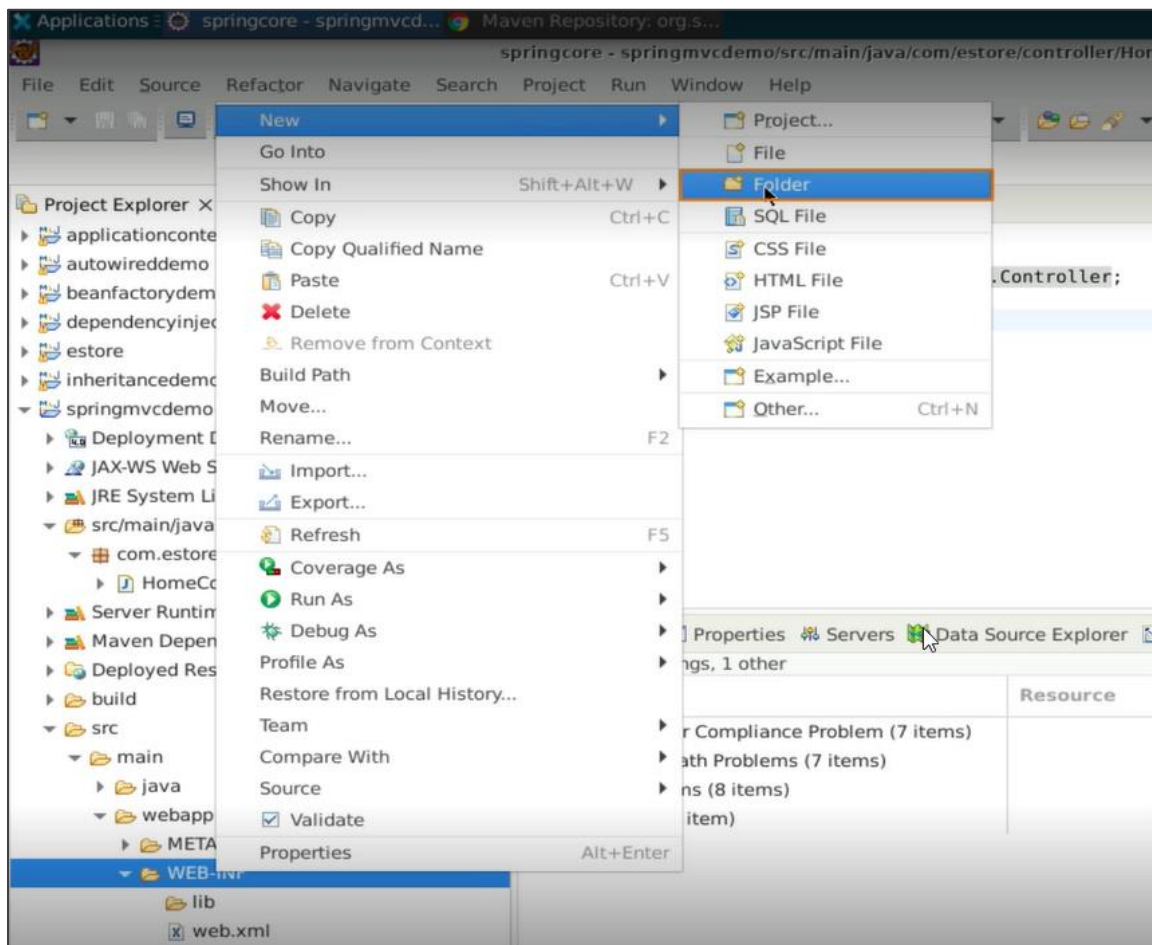 Applications springcore - springmvcd... Maven Repository: org.s...
springcore - springmvcdemo/src/main/java/com/estore/controller/Ho
File Edit Source Refactor Navigate Search Project Run Window Help
New
Go Into
Show In Shift+Alt+W
Copy Ctrl+C
Copy Qualified Name
Paste Ctrl+V
Delete
Remove from Context
Build Path
Move...
Rename... F2
Import...
Export...
Refresh F5
Coverage As
Run As
Debug As
Profile As
Restore from Local History...
Team
Compare With
Source
Validate
Properties Alt+Enter
Project...
File
Folder
SQL File
CSS File
HTML File
JSP File
JavaScript File
Example...
Other... Ctrl+N
Project Explorer
applicationconte
autowireddemo
beanfactorydem
dependencyinjec
estore
inheritancedemo
springmvcdemo
Deployment D
JAX-WS Web S
JRE System Li
src/main/java
com.estore
HomeCo
Server Runtim
Maven Depen
Deployed Res
build
src
main
java
webapp
META
WEB-INF
lib
web.xml
.Controller;
Properties Servers Data Source Explorer
ngs, 1 other
Resource
r Compliance Problem (7 items)
ath Problems (7 items)
ns (8 items)
item)